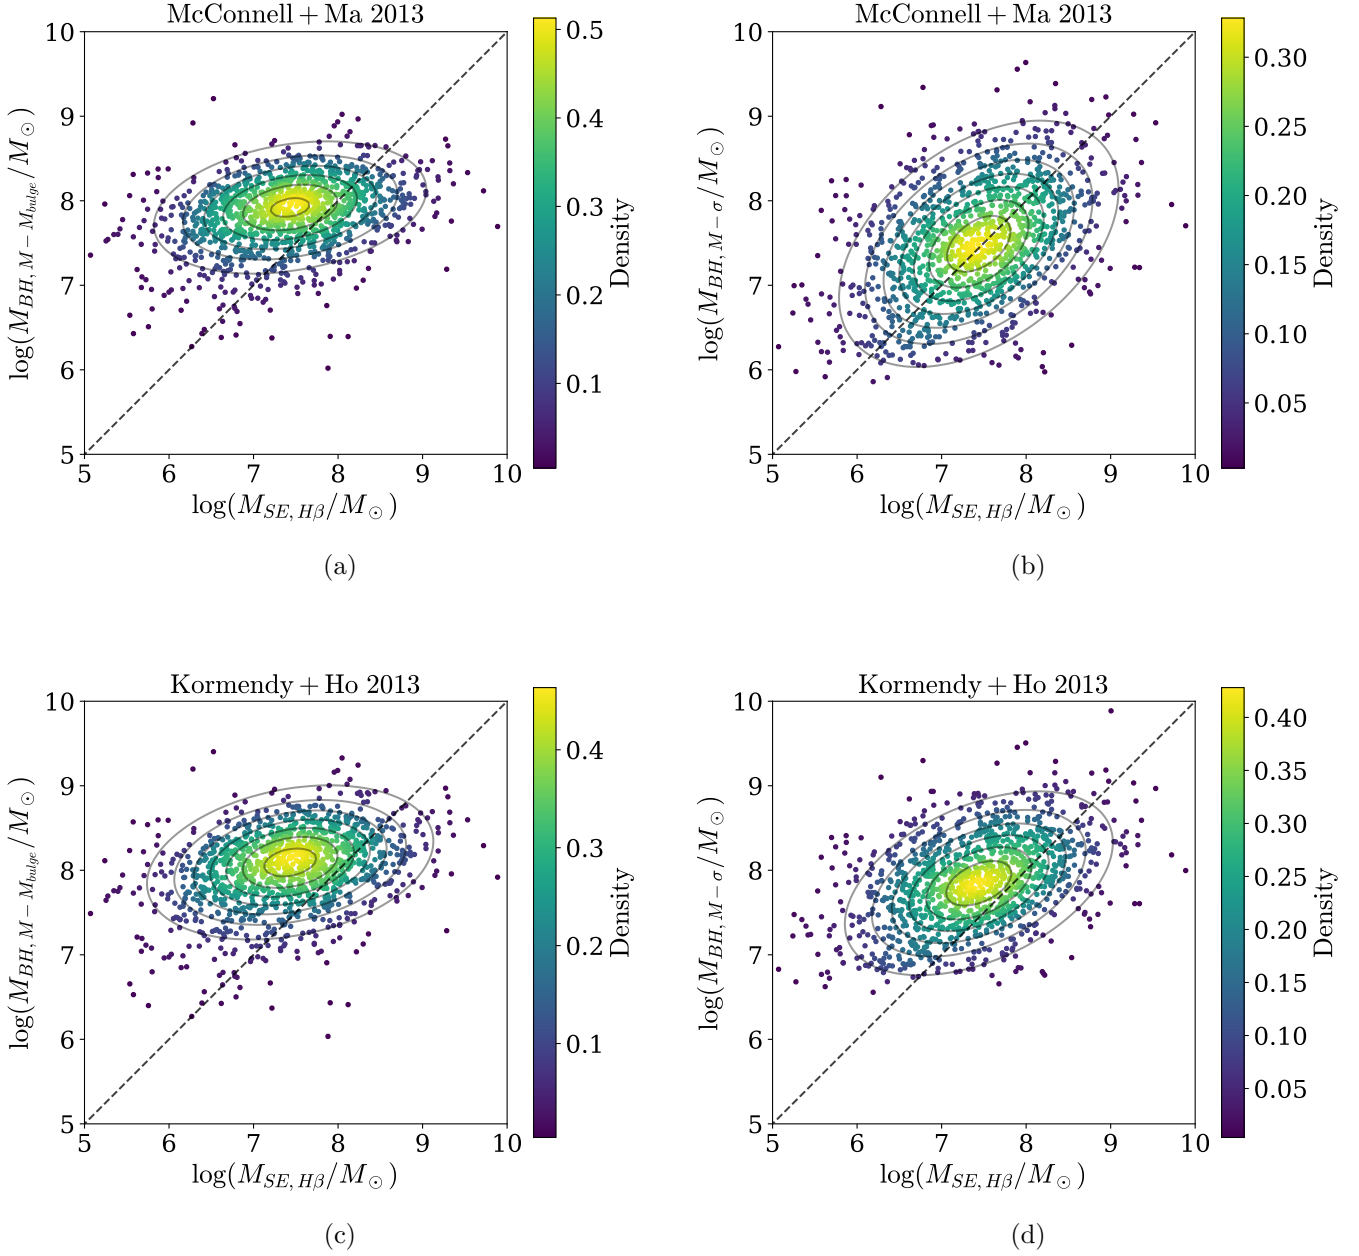 McConnell + Ma 2013
10
9
8
7
6
5
log(M_{BH, M − M_{bulge}}/M_⊙)
5 6 7 8 9 10
log(M_{SE, Hβ}/M_⊙)
0.5
0.4
0.3
0.2
0.1
Density
(a)
McConnell + Ma 2013
10
9
8
7
6
5
log(M_{BH, M − σ}/M_⊙)
5 6 7 8 9 10
log(M_{SE, Hβ}/M_⊙)
0.30
0.25
0.20
0.15
0.10
0.05
Density
(b)
Kormendy + Ho 2013
10
9
8
7
6
5
log(M_{BH, M − M_{bulge}}/M_⊙)
5 6 7 8 9 10
log(M_{SE, Hβ}/M_⊙)
0.4
0.3
0.2
0.1
Density
(c)
Kormendy + Ho 2013
10
9
8
7
6
5
log(M_{BH, M − σ}/M_⊙)
5 6 7 8 9 10
log(M_{SE, Hβ}/M_⊙)
0.40
0.35
0.30
0.25
0.20
0.15
0.10
0.05
Density
(d)